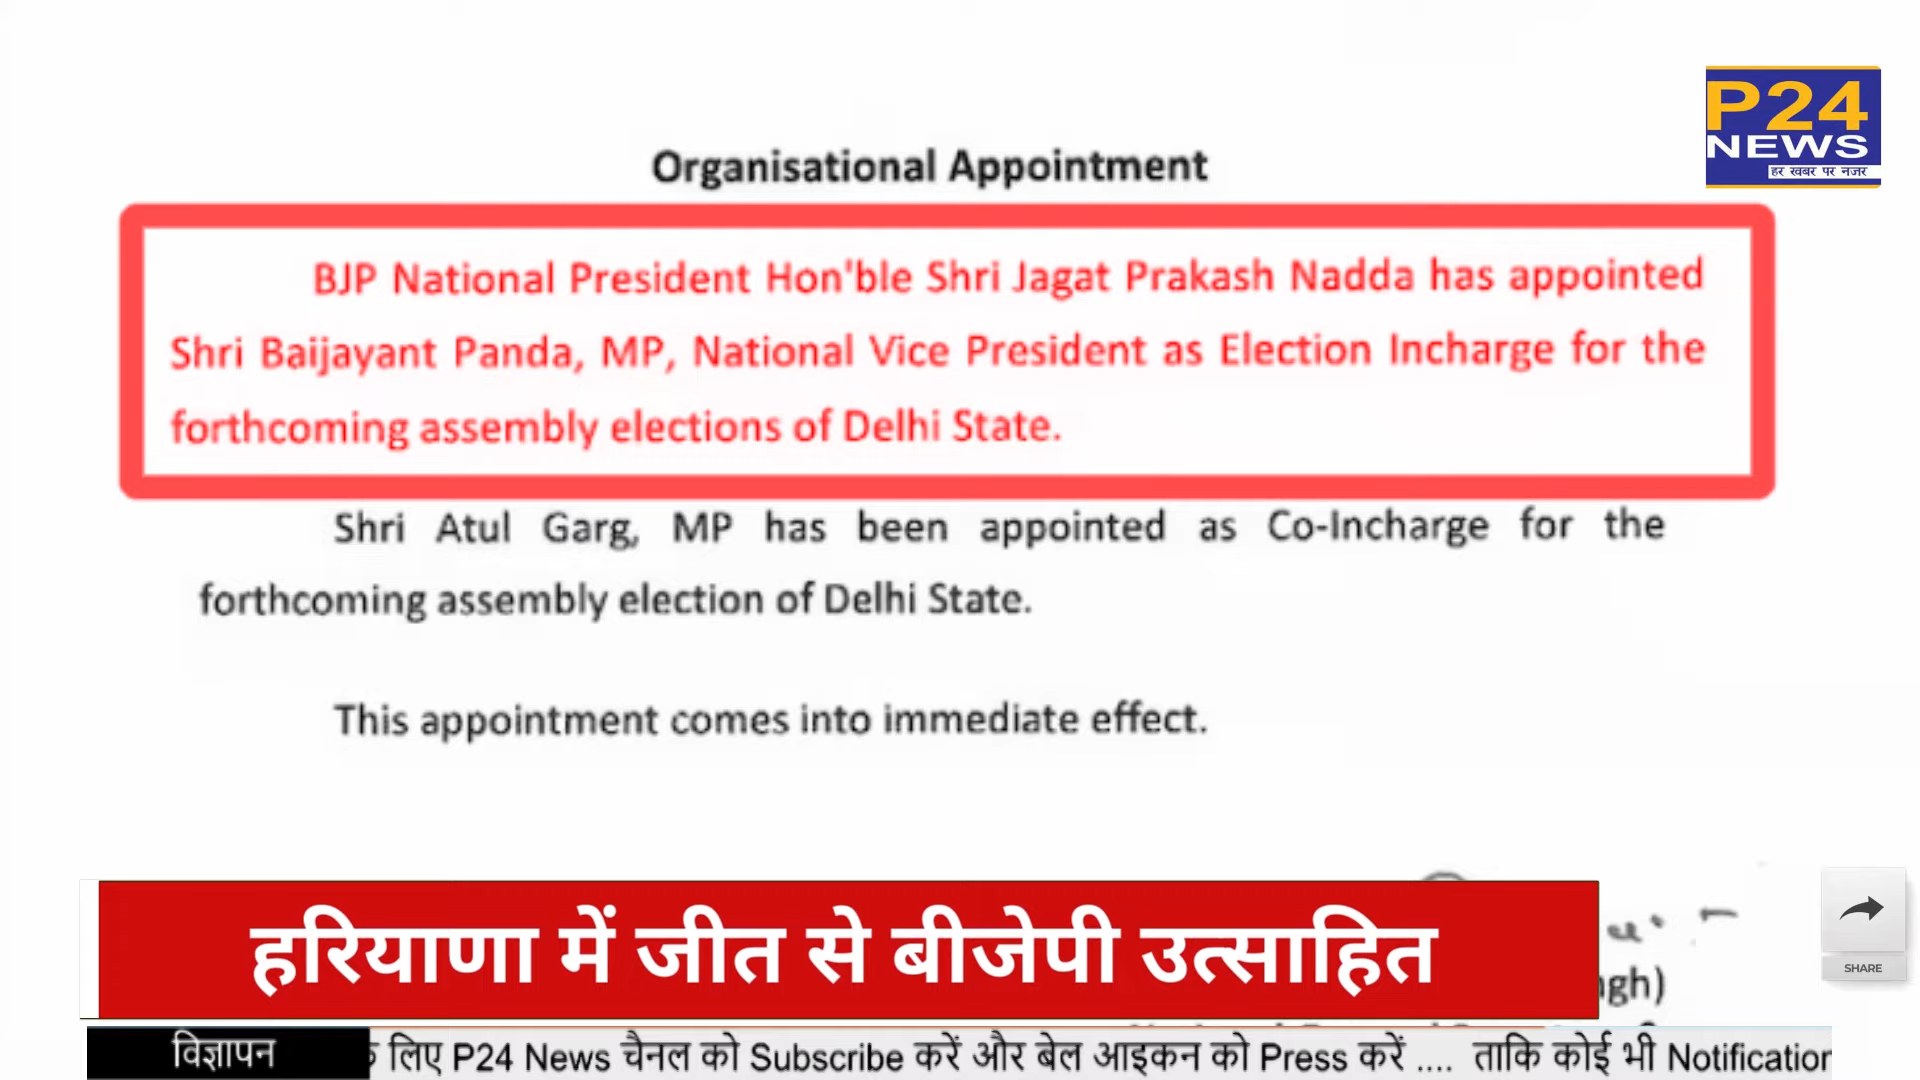 P24
NEWS
हर खबर पर नजर
Organisational Appointment
BJP National President Hon'ble Shri Jagat Prakash Nadda has appointed
Shri Baijayant Panda, MP, National Vice President as Election Incharge for the
forthcoming assembly elections of Delhi State.
Shri Atul Garg, MP has been appointed as Co-Incharge for the
forthcoming assembly election of Delhi State.
This appointment comes into immediate effect.
हरियाणा में जीत से बीजेपी उत्साहित
SHARE
विज्ञापन
लिए P24 News चैनल को Subscribe करें और बेल आइकन को Press करें .... ताकि कोई भी Notification